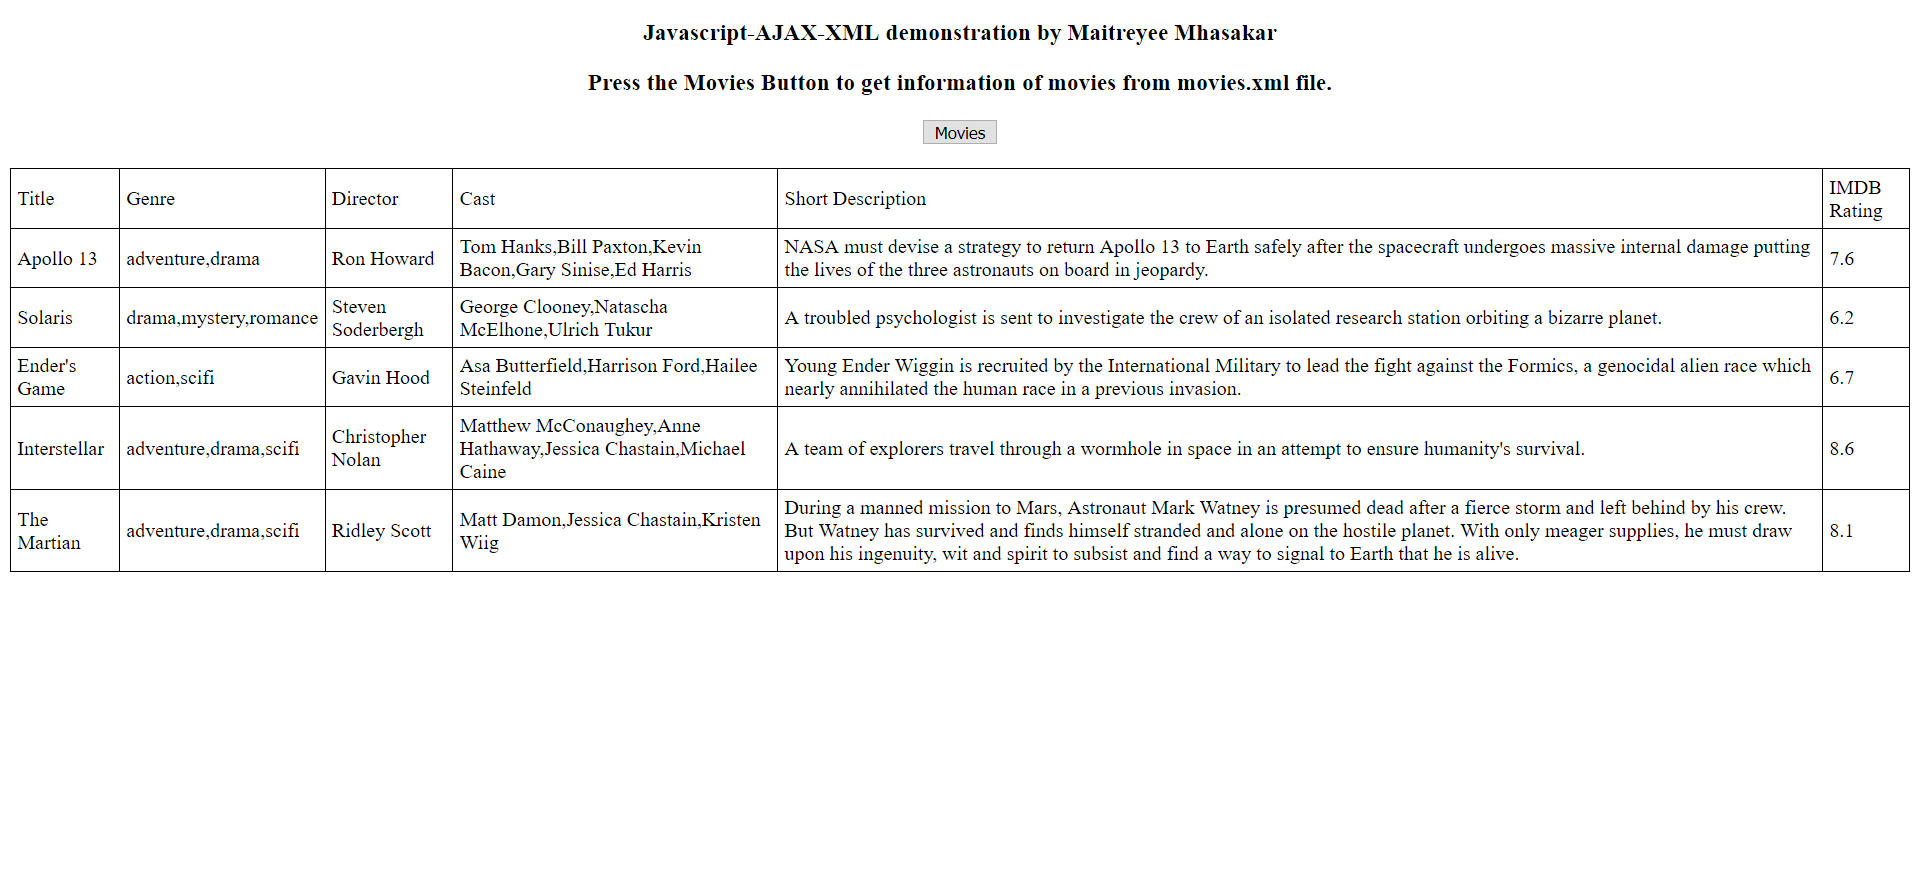 Javascript-AJAX-XML demonstration by Maitreyee Mhasakar
Press the Movies Button to get information of movies from movies.xml file.
Movies
Title
Genre
Director
Cast
Short Description
IMDB
Rating
Apollo 13
adventure,drama
Ron Howard
Tom Hanks,Bill Paxton,Kevin
Bacon,Gary Sinise,Ed Harris
NASA must devise a strategy to return Apollo 13 to Earth safely after the spacecraft undergoes massive internal damage putting
the lives of the three astronauts on board in jeopardy.
7.6
Solaris
drama,mystery,romance
Steven
Soderbergh
George Clooney,Natascha
McElhone,Ulrich Tukur
A troubled psychologist is sent to investigate the crew of an isolated research station orbiting a bizarre planet.
6.2
Ender's
Game
action,scifi
Gavin Hood
Asa Butterfield,Harrison Ford,Hailee
Steinfeld
Young Ender Wiggin is recruited by the International Military to lead the fight against the Formics, a genocidal alien race which
nearly annihilated the human race in a previous invasion.
6.7
Interstellar
adventure,drama,scifi
Christopher
Nolan
Matthew McConaughey,Anne
Hathaway,Jessica Chastain,Michael
Caine
A team of explorers travel through a wormhole in space in an attempt to ensure humanity's survival.
8.6
The
Martian
adventure,drama,scifi
Ridley Scott
Matt Damon,Jessica Chastain,Kristen
Wiig
During a manned mission to Mars, Astronaut Mark Watney is presumed dead after a fierce storm and left behind by his crew.
But Watney has survived and finds himself stranded and alone on the hostile planet. With only meager supplies, he must draw
upon his ingenuity, wit and spirit to subsist and find a way to signal to Earth that he is alive.
8.1